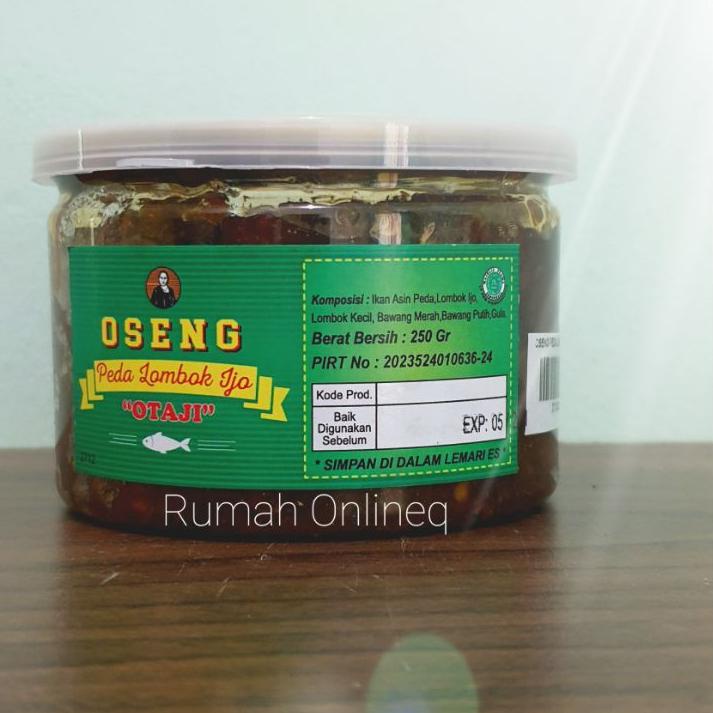 OSENG
Peda Lombok Ijo
"OTAJI"
Komposisi : Ikan Asin Peda,Lombok Ijo,
Lombok Kecil, Bawang Merah,Bawang Putih,Gula.
Berat Bersih : 250 Gr
PIRT No : 2023524010636-24
Kode Prod.
Baik
Digunakan
Sebelum
EXP: 05
* SIMPAN DI DALAM LEMARI ES *
Rumah Onlineq